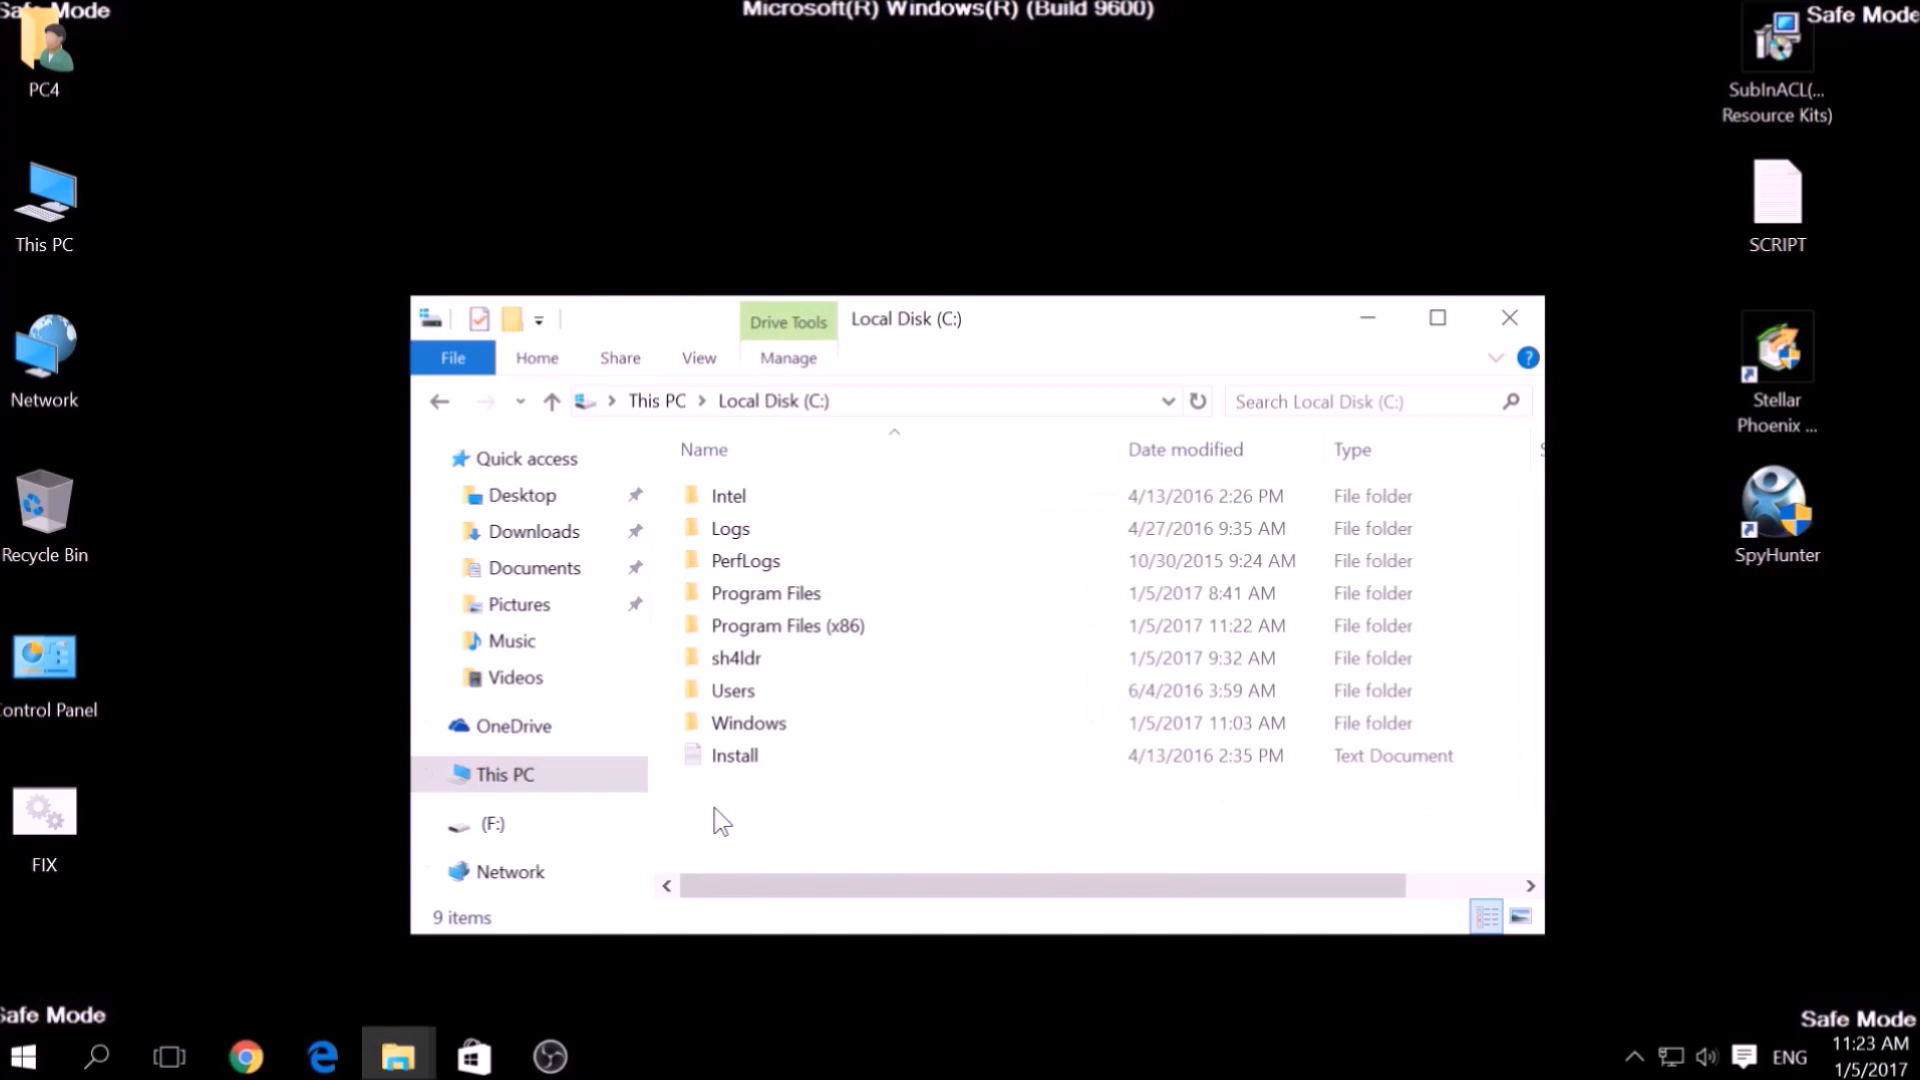 Safe Mode
Microsoft(R) Windows(R) (Build 9600)
Safe Mode
PC4
This PC
Network
Recycle Bin
Control Panel
FIX
SubInACL(...
Resource Kits)
SCRIPT
Stellar
Phoenix ...
SpyHunter
Drive Tools
Local Disk (C:)
File
Home
Share
View
Manage
This PC
Local Disk (C:)
Search Local Disk (C:)
Quick access
Desktop
Downloads
Documents
Pictures
Music
Videos
OneDrive
This PC
(F:)
Network
Name Date modified Type
Intel 4/13/2016 2:26 PM File folder
Logs 4/27/2016 9:35 AM File folder
PerfLogs 10/30/2015 9:24 AM File folder
Program Files 1/5/2017 8:41 AM File folder
Program Files (x86) 1/5/2017 11:22 AM File folder
sh4ldr 1/5/2017 9:32 AM File folder
Users 6/4/2016 3:59 AM File folder
Windows 1/5/2017 11:03 AM File folder
Install 4/13/2016 2:35 PM Text Document
9 items
Safe Mode
Safe Mode
ENG
11:23 AM
1/5/2017